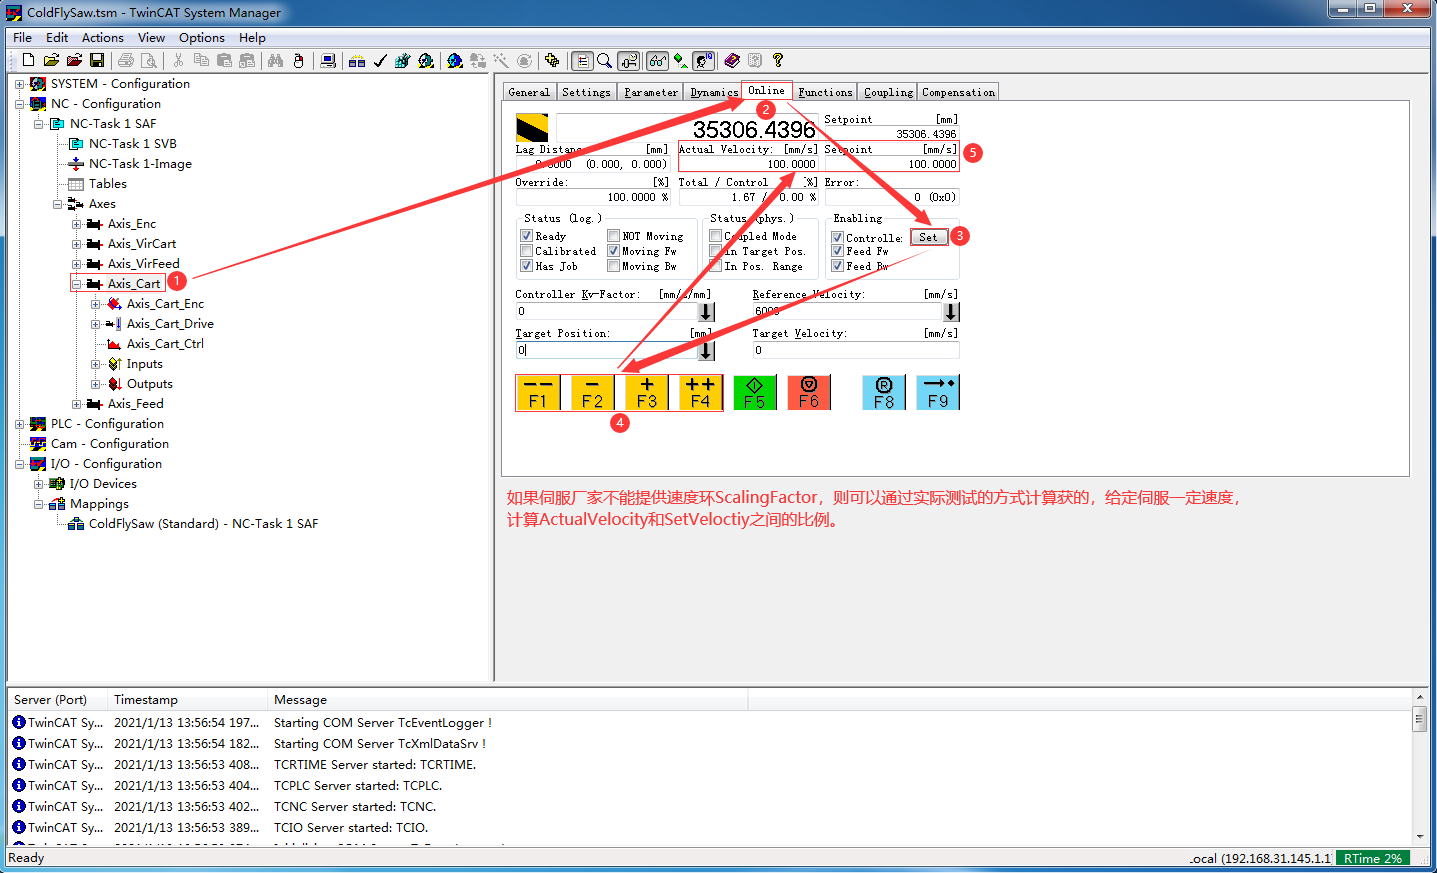 ColdFlySaw.tsm - TwinCAT System Manager
File Edit Actions View Options Help
SYSTEM - Configuration
NC - Configuration
NC-Task 1 SAF
NC-Task 1 SVB
NC-Task 1-Image
Tables
Axes
Axis_Enc
Axis_VirCart
Axis_VirFeed
Axis_Cart
1
Axis_Cart_Enc
Axis_Cart_Drive
Axis_Cart_Ctrl
Inputs
Outputs
Axis_Feed
PLC - Configuration
Cam - Configuration
I/O - Configuration
I/O Devices
Mappings
ColdFlySaw (Standard) - NC-Task 1 SAF
General Settings Parameter Dynamics Online Functions Coupling Compensation
2
35306.4396
Setpoint [mm]
35306.4396
Lag [mm] Actual Velocity: [mm/s] Setpoint [mm/s]
(0.000, 0.000) 100.0000 100.0000
5
Override: [%] Total / Control %] Error:
100.0000 % 1.67 / 0.00 % 0 (0x0)
Status (log.) Status (phys.) Enabling
Ready NOT Moving Coupled Mode Controlle: Set
3
Calibrated Moving Fw In Target Pos. Feed Fw
Has Job Moving Bw In Pos. Range Feed Bw
Controller Kv-Factor: [mm/s/mm] Reference Velocity: [mm/s]
0 6000
Target Position: [mm] Target Velocity: [mm/s]
0 0
-- - + ++ R →•
F1 F2 F3 F4 F5 F6 F8 F9
4
如果伺服厂家不能提供速度环ScalingFactor，则可以通过实际测试的方式计算获的，给定伺服一定速度，
计算ActualVelocity和SetVeloctiy之间的比例。
Server (Port) Timestamp Message
TwinCAT Sy... 2021/1/13 13:56:54 197... Starting COM Server TcEventLogger !
TwinCAT Sy... 2021/1/13 13:56:54 182... Starting COM Server TcXmlDataSrv !
TwinCAT Sy... 2021/1/13 13:56:53 408... TCRTIME Server started: TCRTIME.
TwinCAT Sy... 2021/1/13 13:56:53 404... TCPLC Server started: TCPLC.
TwinCAT Sy... 2021/1/13 13:56:53 402... TCNC Server started: TCNC.
TwinCAT Sy... 2021/1/13 13:56:53 389... TCIO Server started: TCIO.
Ready
.ocal (192.168.31.145.1.1) RTime 2%